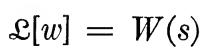 ℒ[w] = W(s)